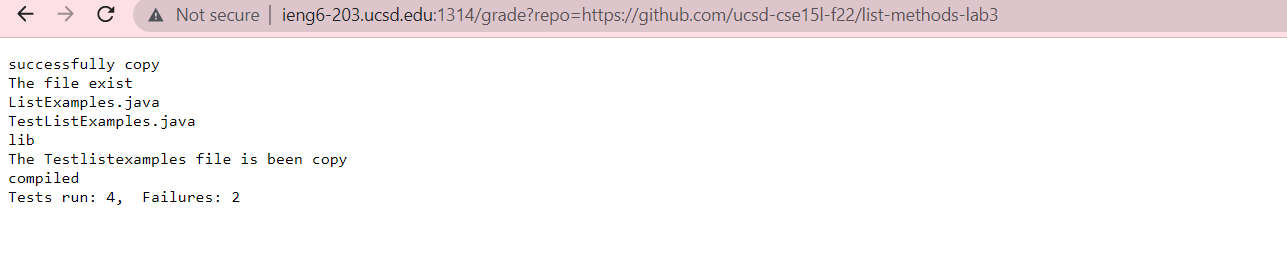 Not secure | ieng6-203.ucsd.edu:1314/grade?repo=https://github.com/ucsd-cse15l-f22/list-methods-lab3
successfully copy
The file exist
ListExamples.java
TestListExamples.java
lib
The Testlistexamples file is been copy
compiled
Tests run: 4,  Failures: 2